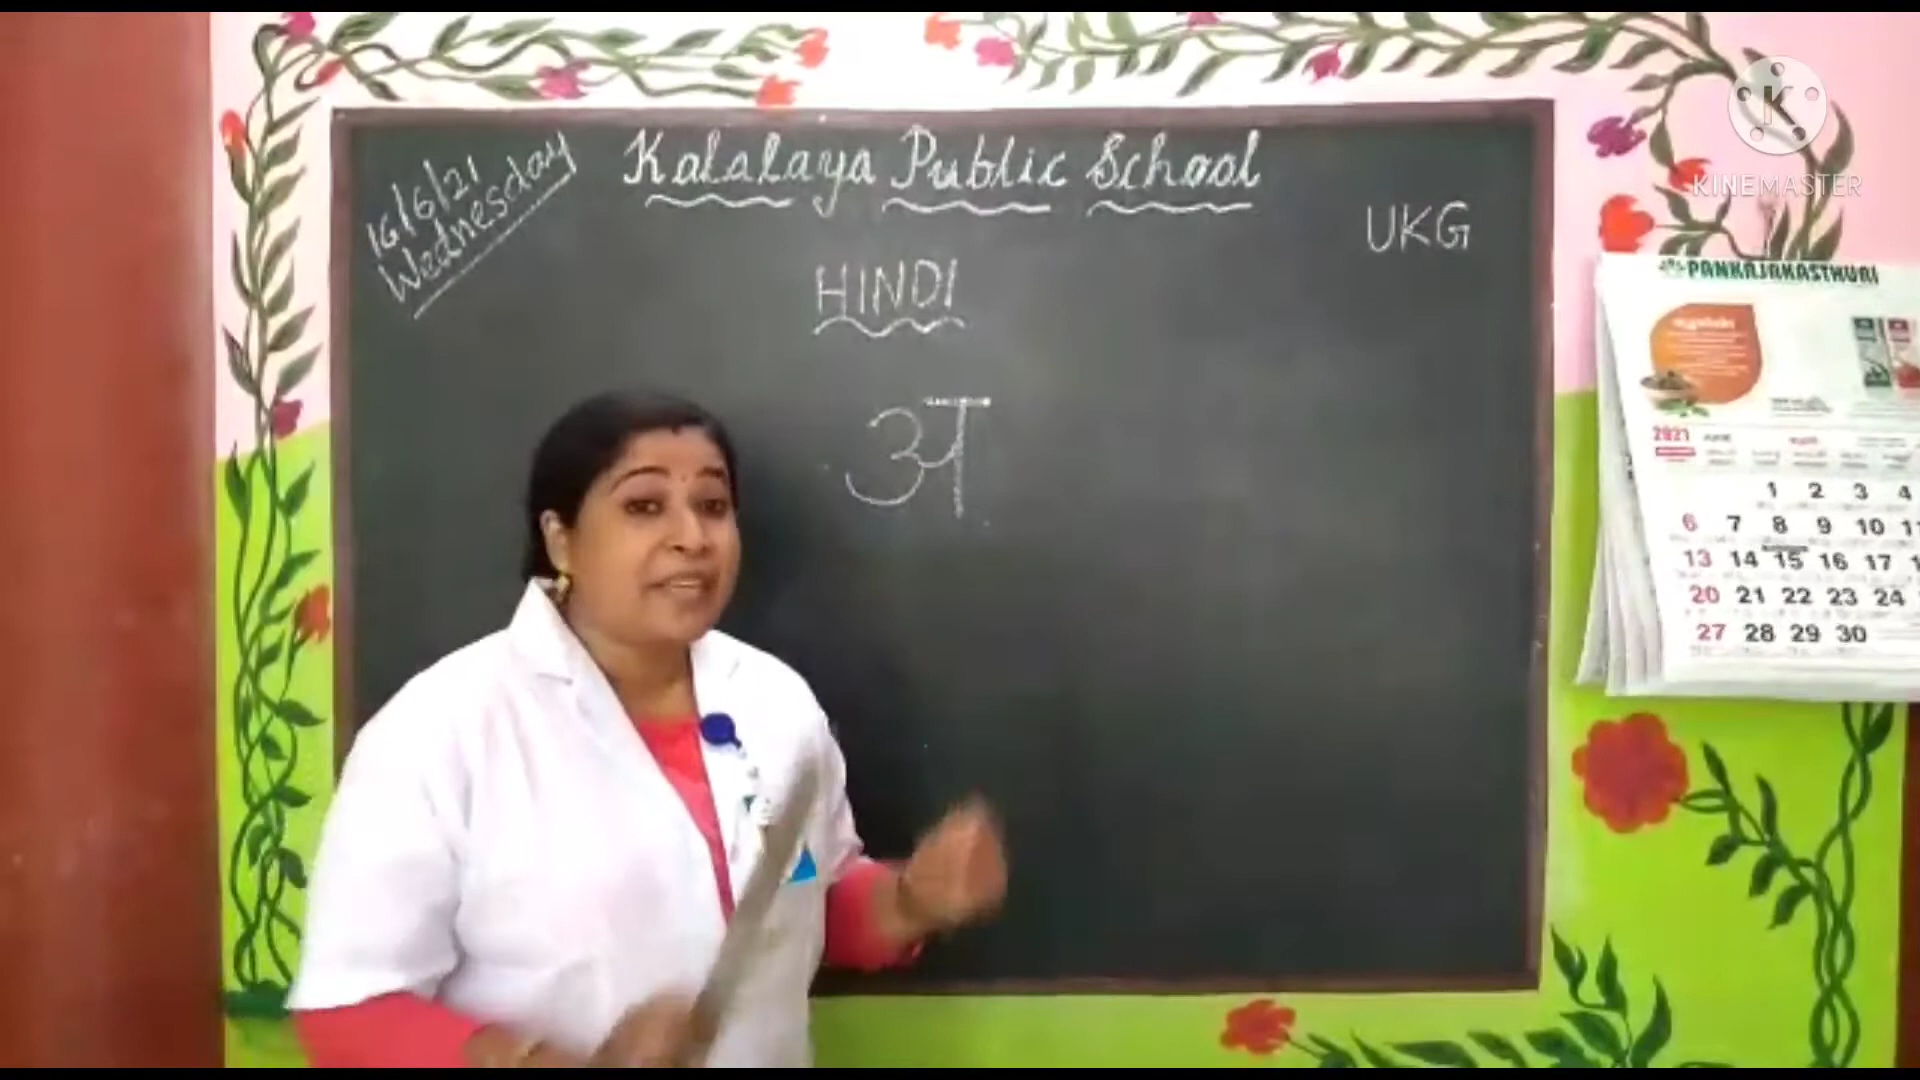 16/6/21
Wednesday
Kalalaya Public School
UKG
HINDI
अ
KINEMASTER
PANKAJAKASTHURI
2021
1 2 3 4
6 7 8 9 10 11
13 14 15 16 17
20 21 22 23 24
27 28 29 30